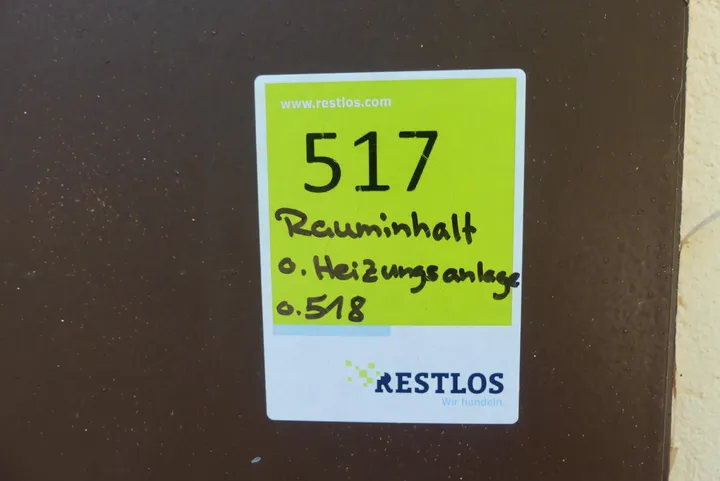 www.restlos.com
517
Rauminhalt
o. Heizungsanlage
o. 518
RESTLOS
Wir handeln.